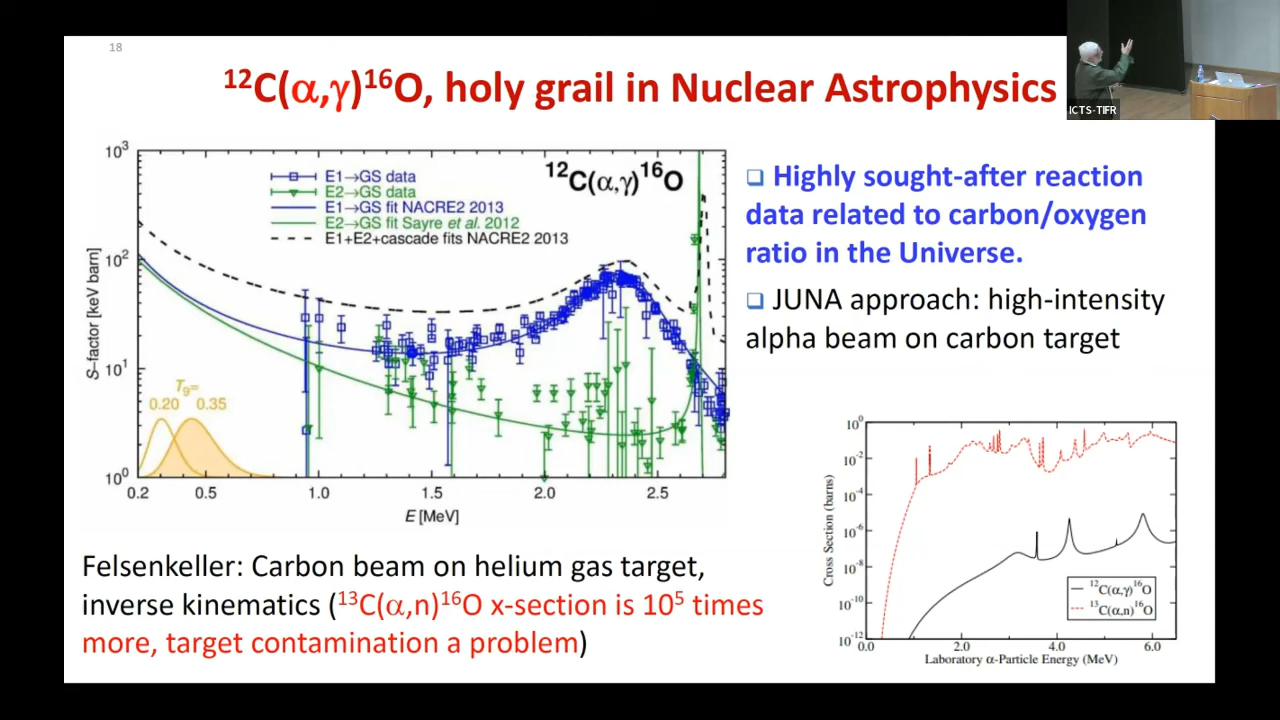 18
¹²C(α,γ)¹⁶O, holy grail in Nuclear Astrophysics
ICTS-TIFR
10³
10²
10¹
10⁰
S–factor [keV barn]
E1→GS data
E2→GS data
E1→GS fit NACRE2 2013
E2→GS fit Sayre et al. 2012
E1+E2+cascade fits NACRE2 2013
¹²C(α,γ)¹⁶O
T₉=
0.20 0.35
0.2 0.5 1.0 1.5 2.0 2.5
E [MeV]
❑ Highly sought-after reaction
data related to carbon/oxygen
ratio in the Universe.
❑ JUNA approach: high-intensity
alpha beam on carbon target
Felsenkeller: Carbon beam on helium gas target,
inverse kinematics (¹³C(α,n)¹⁶O x-section is 10⁵ times
more, target contamination a problem)
10⁰
10⁻²
10⁻⁴
10⁻⁶
10⁻⁸
10⁻¹⁰
10⁻¹²
Cross Section (barns)
¹²C(α,γ)¹⁶O
¹³C(α,n)¹⁶O
0.0 2.0 4.0 6.0
Laboratory α-Particle Energy (MeV)